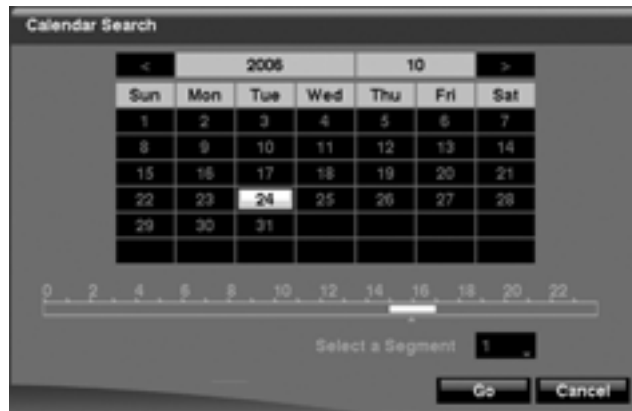 Calendar Search
< 2006 10 >
Sun Mon Tue Wed Thu Fri Sat
1 2 3 4 5 6 7
8 9 10 11 12 13 14
15 16 17 18 19 20 21
22 23 24 25 26 27 28
29 30 31
0 2 4 6 8 10 12 14 16 18 20 22
Select a Segment 1
Go Cancel